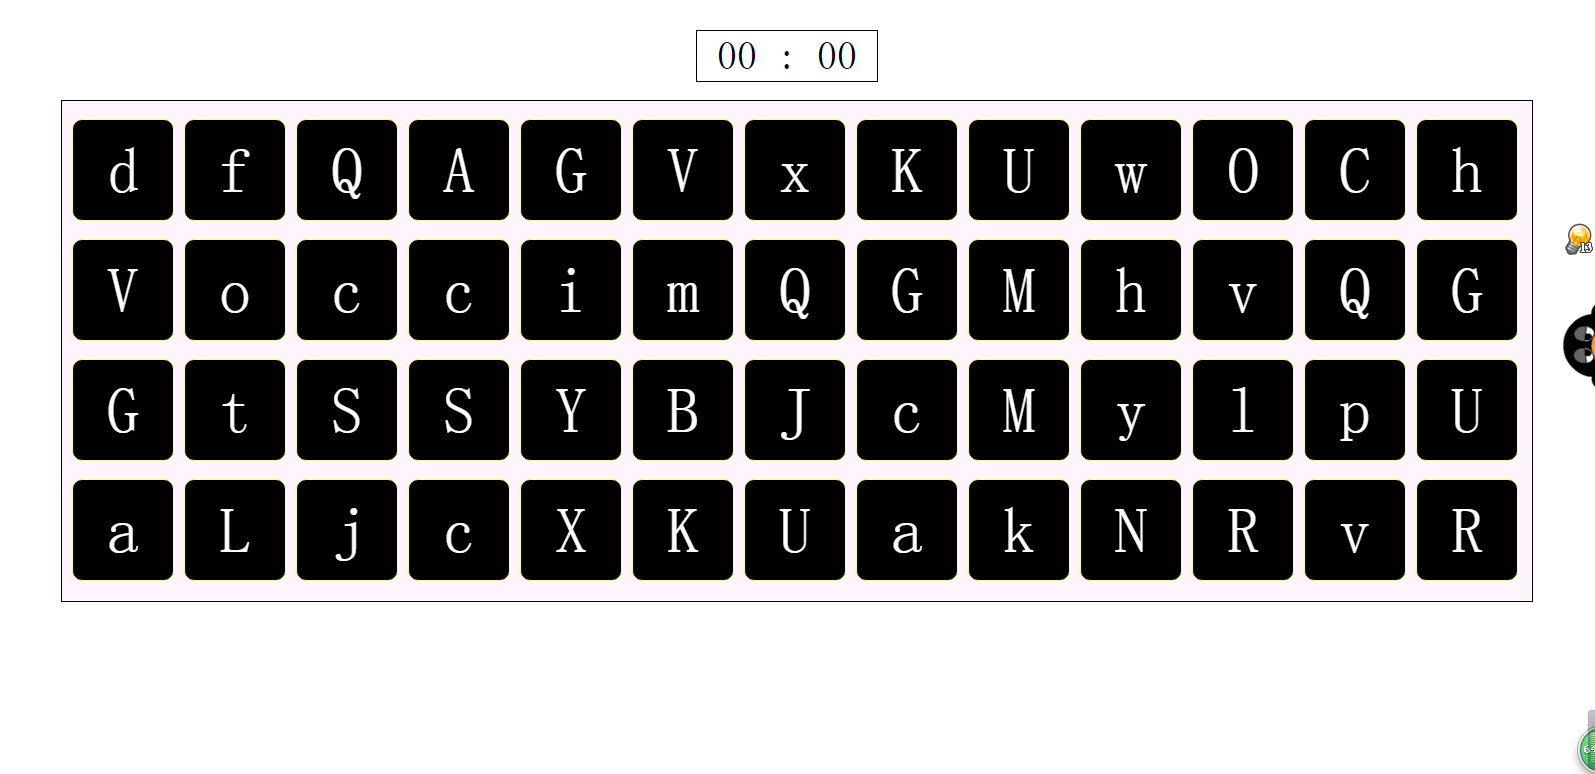 00 : 00
d f Q A G V x K U w O C h
V o c c i m Q G M h v Q G
13
G t S S Y B J c M y l p U
a L j c X K U a k N R v R